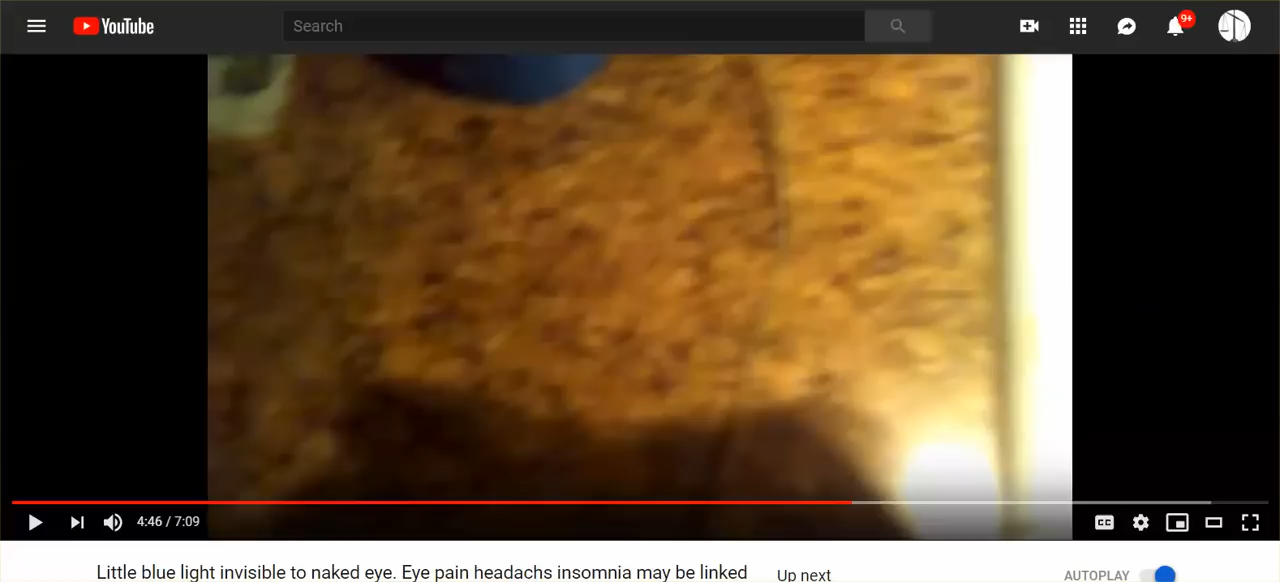 YouTube
Search
9+
4:46 / 7:09
CC
Little blue light invisible to naked eye. Eye pain headachs insomnia may be linked
Up next
AUTOPLAY